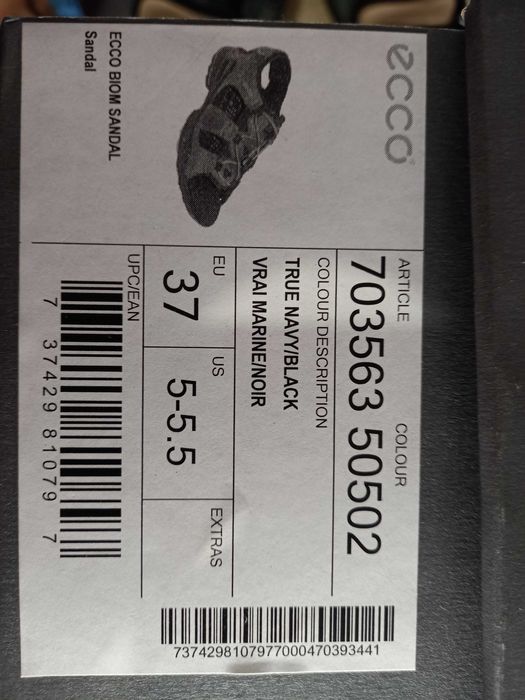 ecco
ECCO BIOM SANDAL
Sandal
ARTICLE COLOUR
703563 50502
COLOUR DESCRIPTION
TRUE NAVY/BLACK
VRAI MARINE/NOIR
EU US EXTRAS
37 5-5.5
UPC/EAN
7 37429 81079 7
7374298107977000470393441